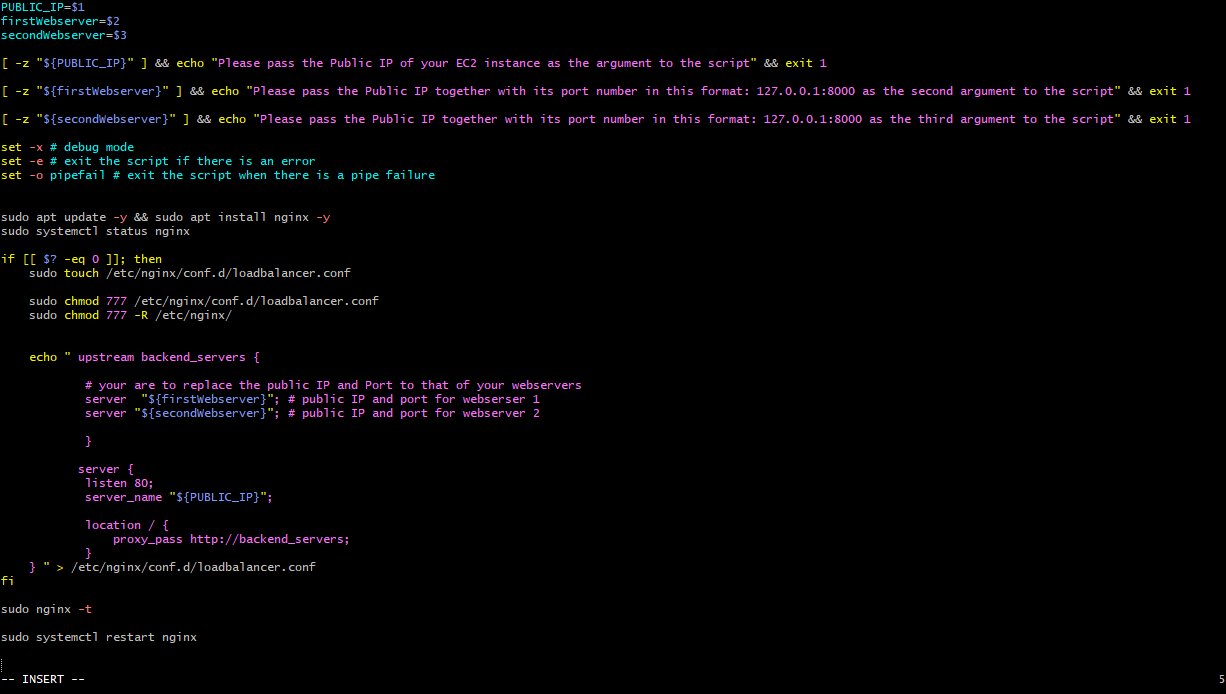 PUBLIC_IP=$1
firstWebserver=$2
secondWebserver=$3
[ -z "${PUBLIC_IP}" ] && echo "Please pass the Public IP of your EC2 instance as the argument to the script" && exit 1
[ -z "${firstWebserver}" ] && echo "Please pass the Public IP together with its port number in this format: 127.0.0.1:8000 as the second argument to the script" && exit 1
[ -z "${secondWebserver}" ] && echo "Please pass the Public IP together with its port number in this format: 127.0.0.1:8000 as the third argument to the script" && exit 1
set -x # debug mode
set -e # exit the script if there is an error
set -o pipefail # exit the script when there is a pipe failure
sudo apt update -y && sudo apt install nginx -y
sudo systemctl status nginx
if [[ $? -eq 0 ]]; then
    sudo touch /etc/nginx/conf.d/loadbalancer.conf
    sudo chmod 777 /etc/nginx/conf.d/loadbalancer.conf
    sudo chmod 777 -R /etc/nginx/
    echo " upstream backend_servers {
            # your are to replace the public IP and Port to that of your webservers
            server  "${firstWebserver}"; # public IP and port for webserser 1
            server "${secondWebserver}"; # public IP and port for webserver 2
            }
           server {
            listen 80;
            server_name "${PUBLIC_IP}";
            location / {
                proxy_pass http://backend_servers;
            }
    } " > /etc/nginx/conf.d/loadbalancer.conf
fi
sudo nginx -t
sudo systemctl restart nginx
-- INSERT -- 5